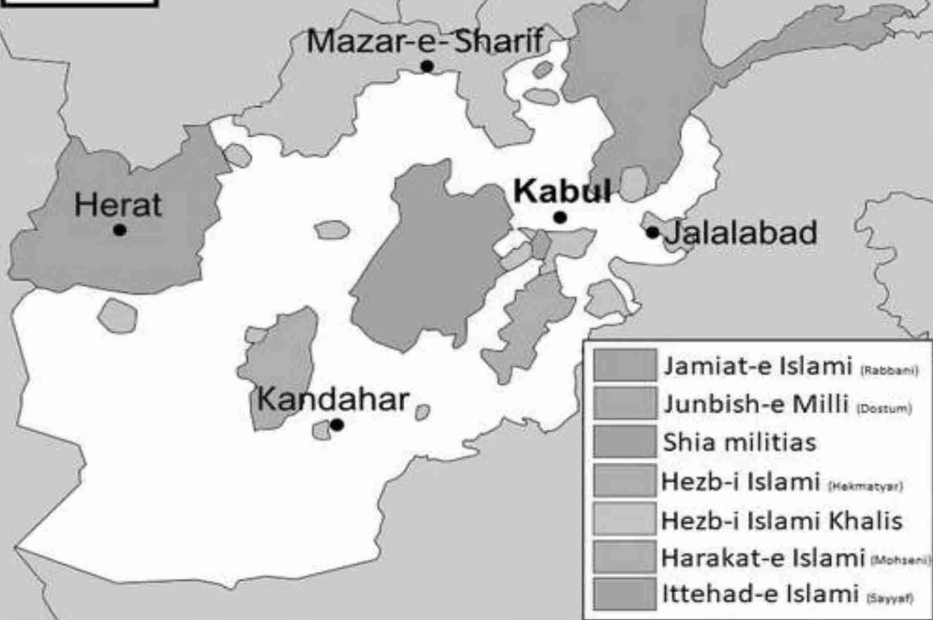 Mazar-e-Sharif
Herat
Kabul
Jalalabad
Kandahar
Jamiat-e Islami (Rabbani)
Junbish-e Milli (Dostum)
Shia militias
Hezb-i Islami (Hekmatyar)
Hezb-i Islami Khalis
Harakat-e Islami (Mohseni)
Ittehad-e Islami (Sayyaf)